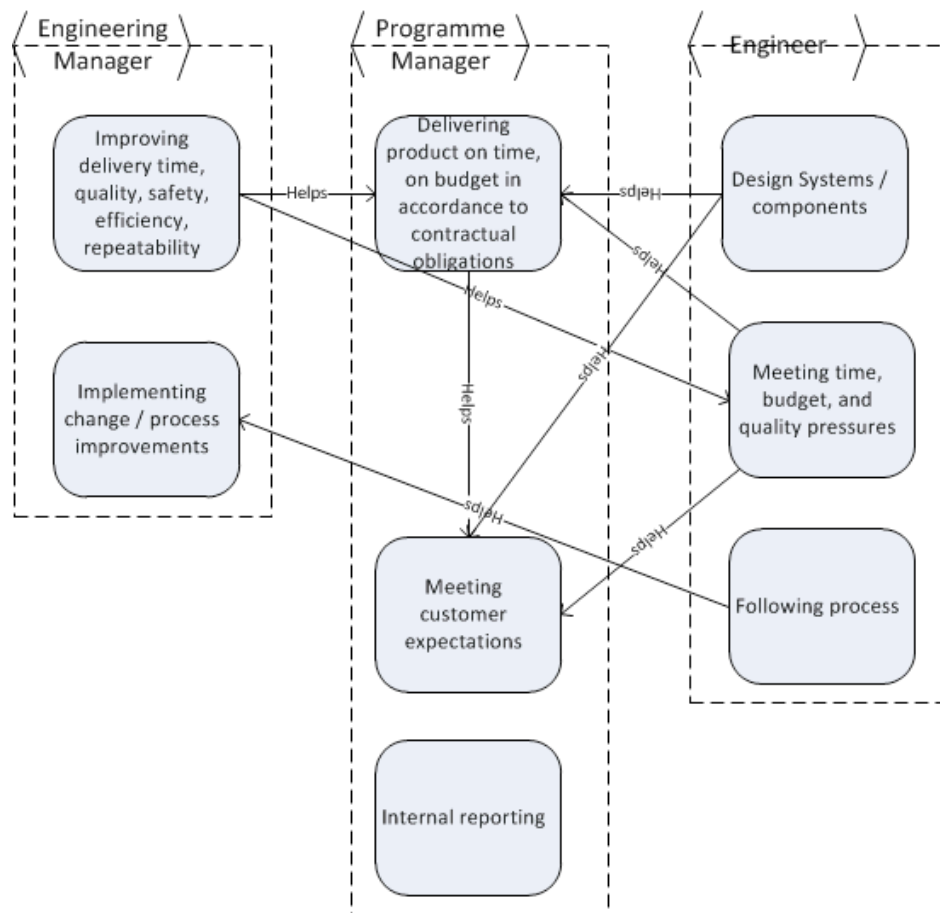 Engineering
Manager
Programme
Manager
Engineer
Improving
delivery time,
quality, safety,
efficiency,
repeatability
Helps
Delivering
product on time,
on budget in
accordance to
contractual
obligations
Helps
Design Systems /
components
Helps
Helps
Implementing
change / process
improvements
Helps
Helps
Meeting time,
budget, and
quality pressures
Helps
Helps
Meeting
customer
expectations
Following process
Internal reporting